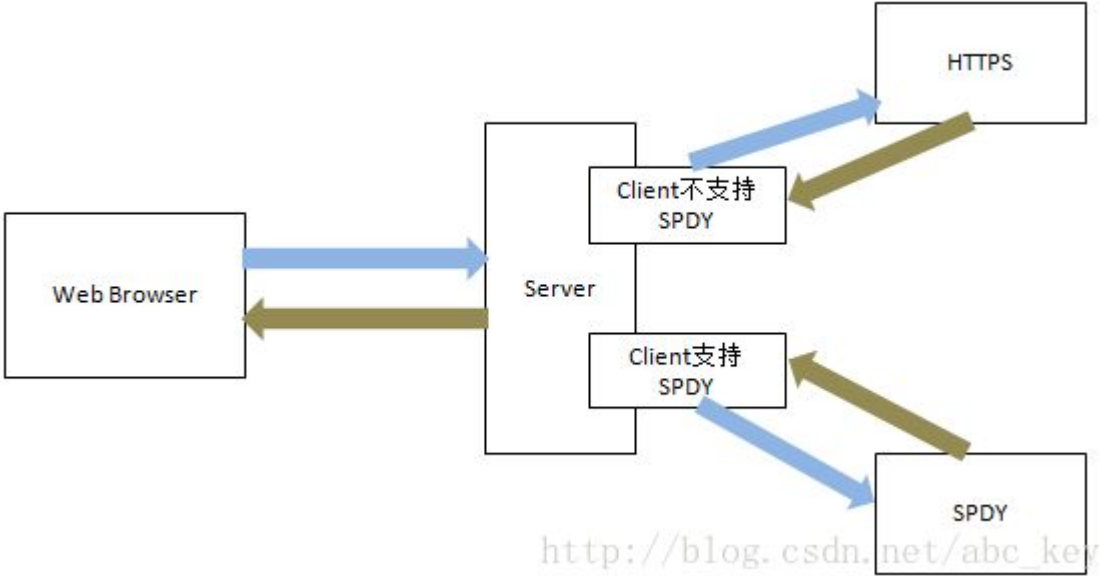 HTTPS
Client不支持
SPDY
Web Browser
Server
Client支持
SPDY
SPDY
http://blog.csdn.net/abc_key